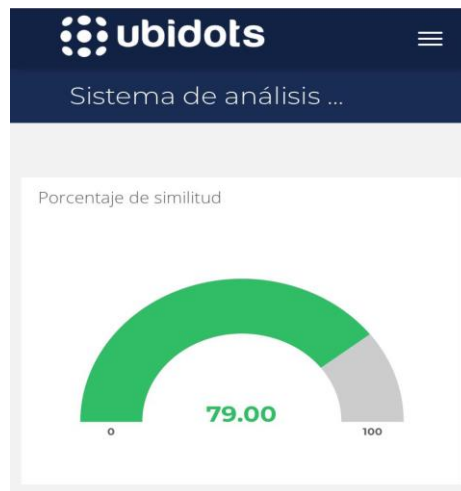 ubidots
Sistema de análisis ...
Porcentaje de similitud
79.00
0
100